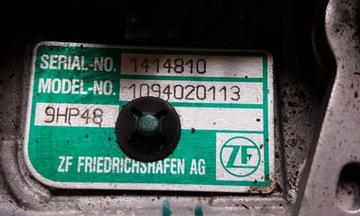 SERIAL-NO. 1414810
MODEL-NO. 1094020113
9HP48
ZF FRIEDRICHSHAFEN AG
ZF